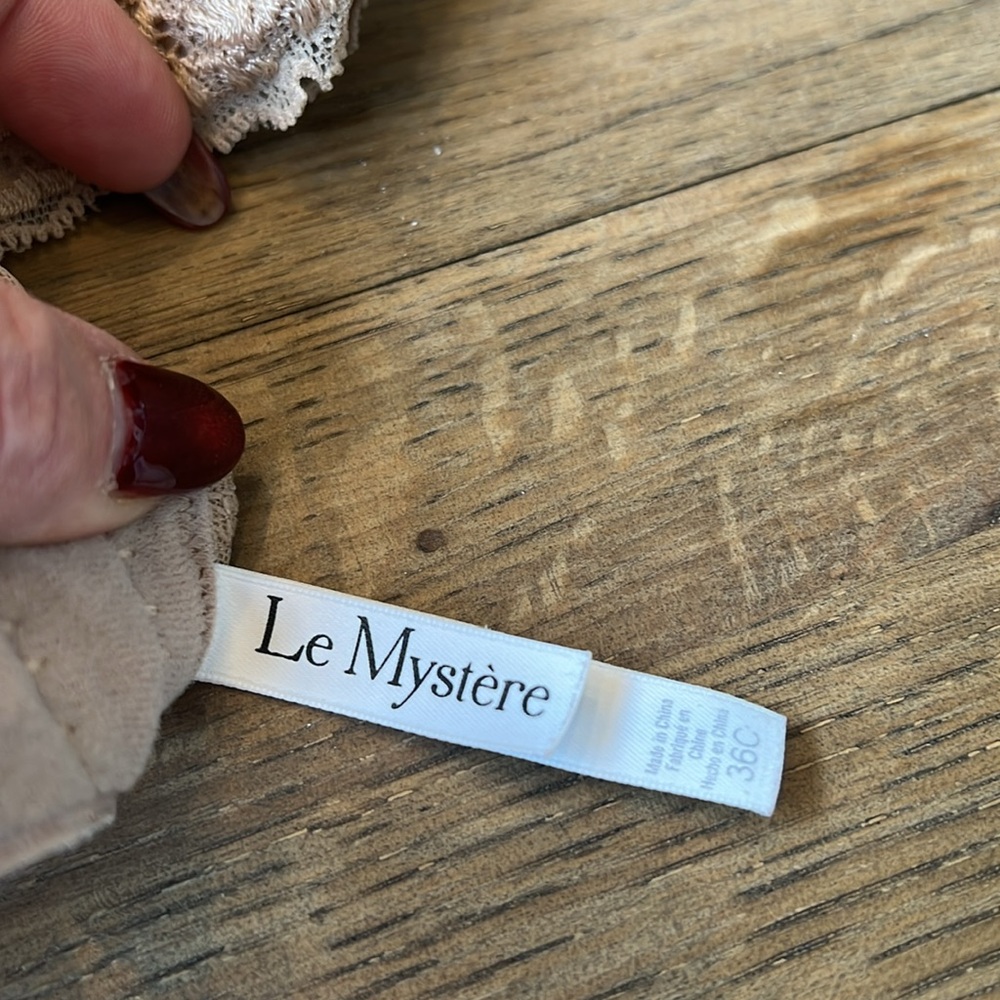 Le Mystère
Made in China
Fabriqué en
Chine
Hecho en China
36C